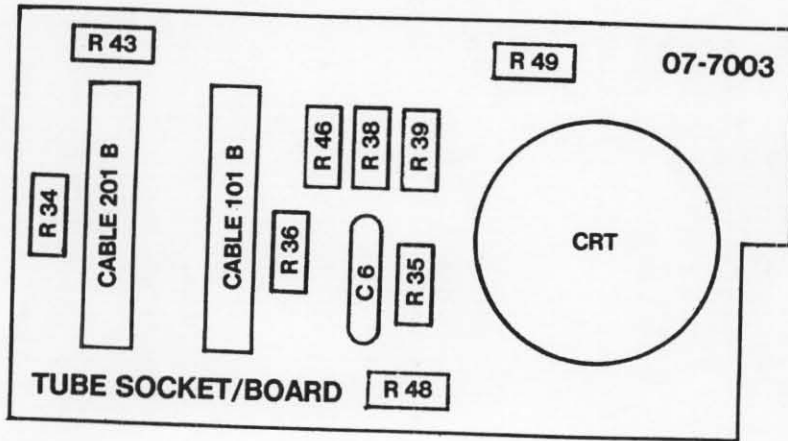 R 43
R 49
07-7003
CABLE 201 B
CABLE 101 B
R 46
R 38
R 39
R 34
R 36
C 6
R 35
CRT
TUBE SOCKET/BOARD
R 48